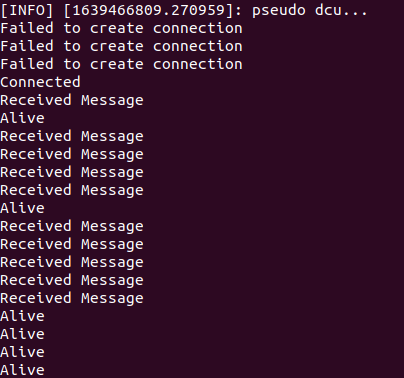 [INFO] [1639466809.270959]: pseudo dcu...
Failed to create connection
Failed to create connection
Failed to create connection
Connected
Received Message
Alive
Received Message
Received Message
Received Message
Received Message
Alive
Received Message
Received Message
Received Message
Received Message
Received Message
Alive
Alive
Alive
Alive